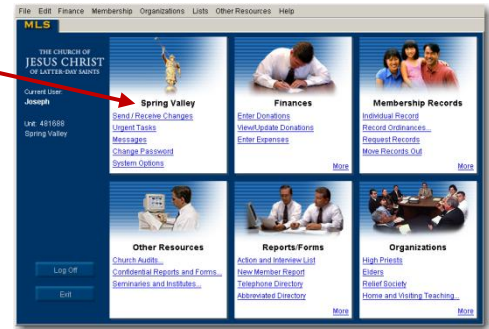 File Edit Finance Membership Organizations Lists Other Resources Help
MLS
THE CHURCH OF
JESUS CHRIST
OF LATTER-DAY SAINTS
Current User:
Joseph
Unit: 481688
Spring Valley
Log Off
Exit
Spring Valley
Send / Receive Changes
Urgent Tasks
Messages
Change Password
System Options
Finances
Enter Donations
View/Update Donations
Enter Expenses
More
Membership Records
Individual Record
Record Ordinances...
Request Records
Move Records Out
More
Other Resources
Church Audits...
Confidential Reports and Forms...
Seminaries and Institutes...
Reports/Forms
Action and Interview List
New Member Report
Telephone Directory
Abbreviated Directory
More
Organizations
High Priests
Elders
Relief Society
Home and Visiting Teaching...
More